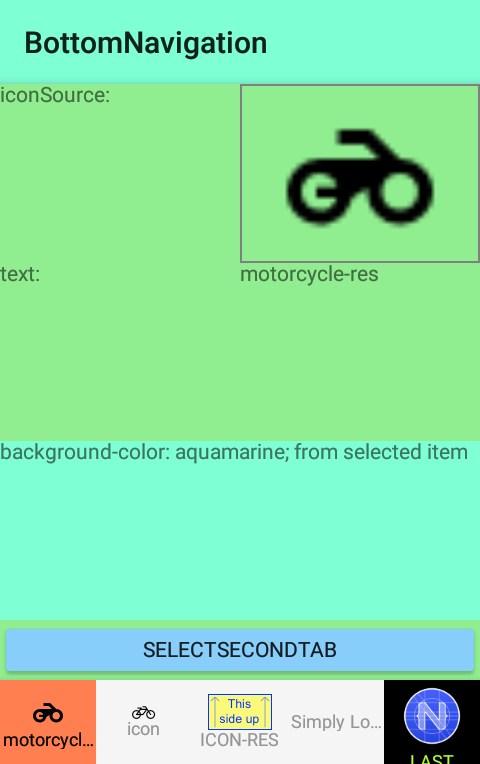 BottomNavigation
iconSource:
text: motorcycle-res
background-color: aquamarine; from selected item
SELECTSECONDTAB
motorcycl...
icon
This
side up
ICON-RES
Simply Lo...
N
LAST